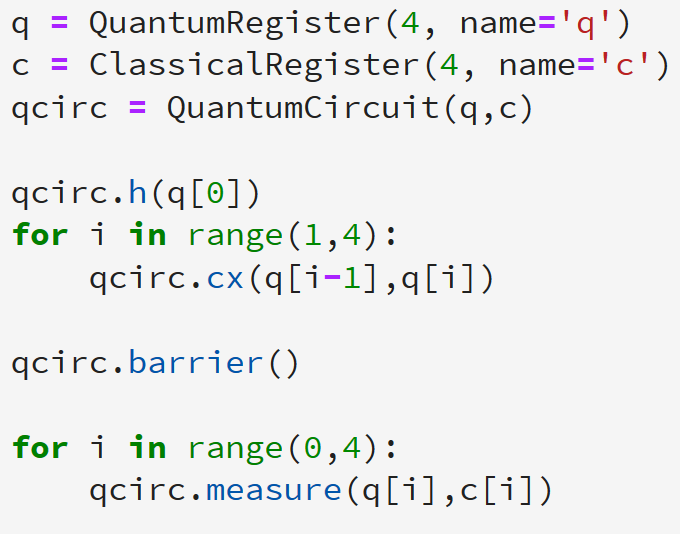 q = QuantumRegister(4, name='q')
c = ClassicalRegister(4, name='c')
qcirc = QuantumCircuit(q,c)

qcirc.h(q[0])
for i in range(1,4):
    qcirc.cx(q[i-1],q[i])

qcirc.barrier()

for i in range(0,4):
    qcirc.measure(q[i],c[i])